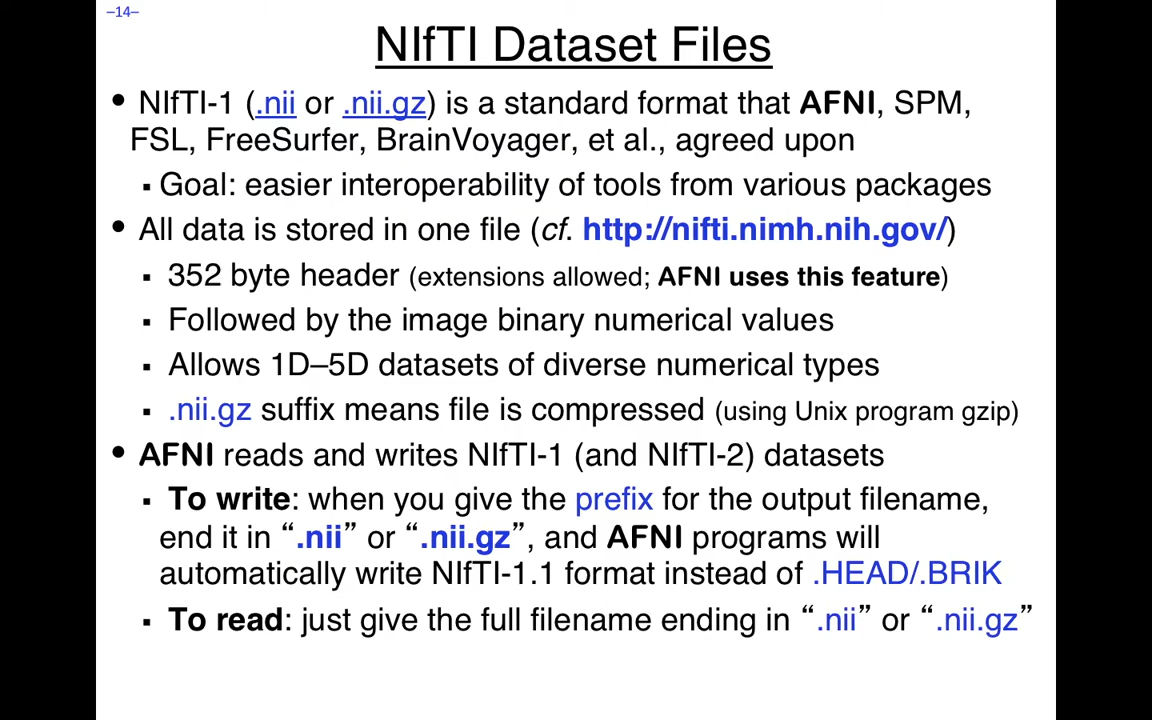 –14–
NIfTI Dataset Files
• NIfTI-1 (.nii or .nii.gz) is a standard format that AFNI, SPM,
FSL, FreeSurfer, BrainVoyager, et al., agreed upon
▪ Goal: easier interoperability of tools from various packages
• All data is stored in one file (cf. http://nifti.nimh.nih.gov/)
▪ 352 byte header (extensions allowed; AFNI uses this feature)
▪ Followed by the image binary numerical values
▪ Allows 1D–5D datasets of diverse numerical types
▪ .nii.gz suffix means file is compressed (using Unix program gzip)
• AFNI reads and writes NIfTI-1 (and NIfTI-2) datasets
▪ To write: when you give the prefix for the output filename,
end it in “.nii” or “.nii.gz”, and AFNI programs will
automatically write NIfTI-1.1 format instead of .HEAD/.BRIK
▪ To read: just give the full filename ending in “.nii” or “.nii.gz”